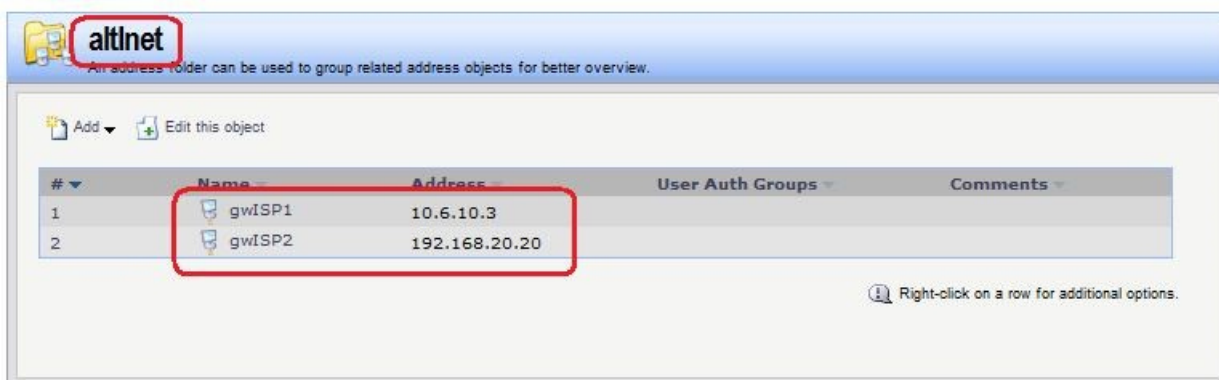 altInet
An address folder can be used to group related address objects for better overview.
Add Edit this object
# Name Address User Auth Groups Comments
1 gwISP1 10.6.10.3
2 gwISP2 192.168.20.20
Right-click on a row for additional options.